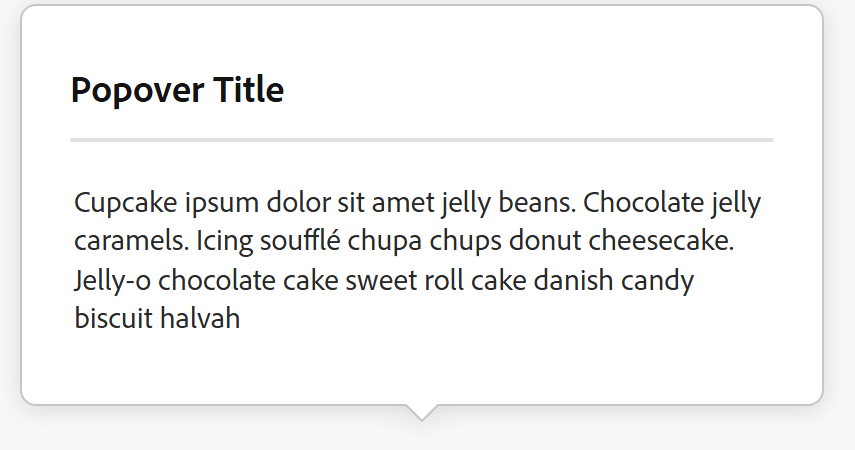 Popover Title
Cupcake ipsum dolor sit amet jelly beans. Chocolate jelly
caramels. Icing soufflé chupa chups donut cheesecake.
Jelly-o chocolate cake sweet roll cake danish candy
biscuit halvah